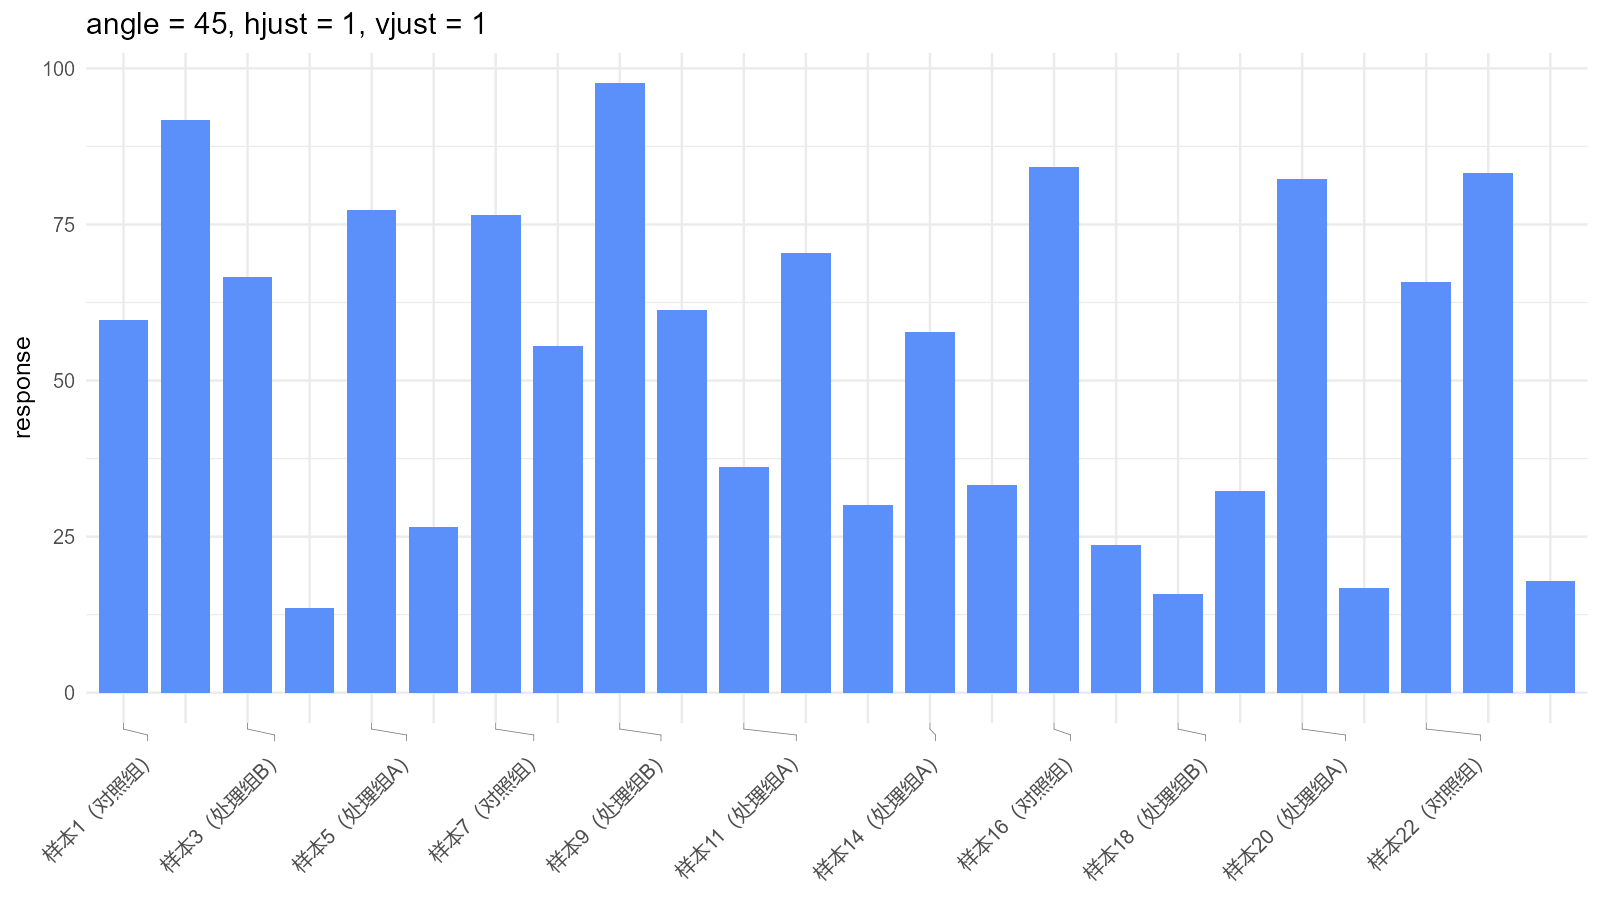 angle = 45, hjust = 1, vjust = 1
100
75
50
25
0
response
样本1（对照组）
样本3（处理组B）
样本5（处理组A）
样本7（对照组）
样本9（处理组B）
样本11（处理组A）
样本14（处理组A）
样本16（对照组）
样本18（处理组B）
样本20（处理组A）
样本22（对照组）